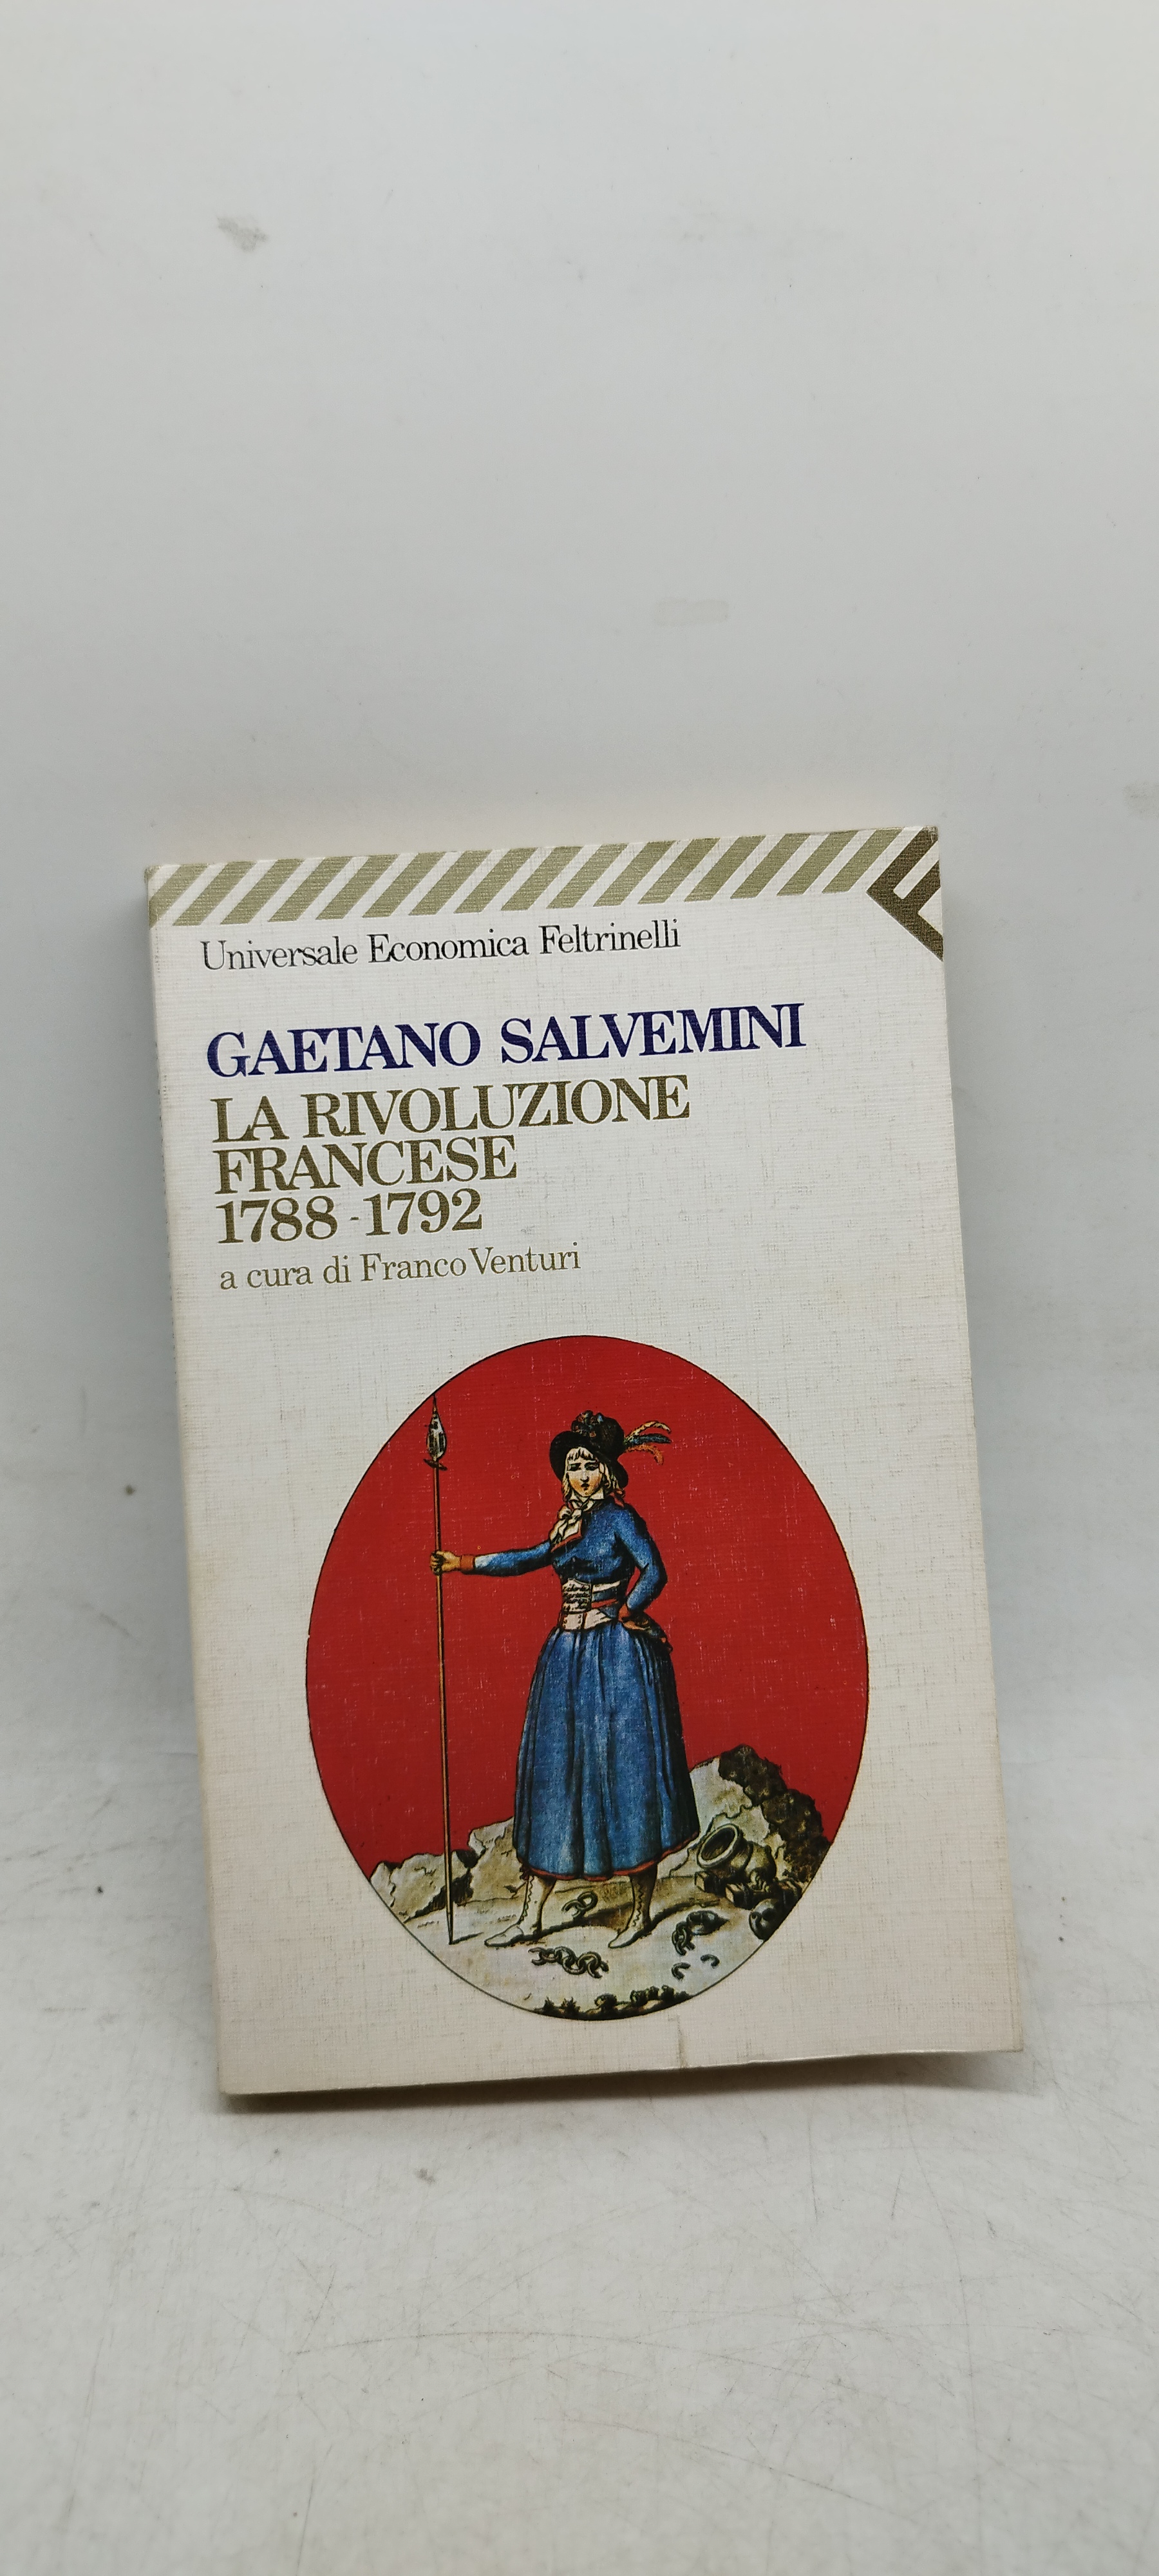 Universale Economica Feltrinelli
GAETANO SALVEMINI
LA RIVOLUZIONE
FRANCESE
1788-1792
a cura di Franco Venturi